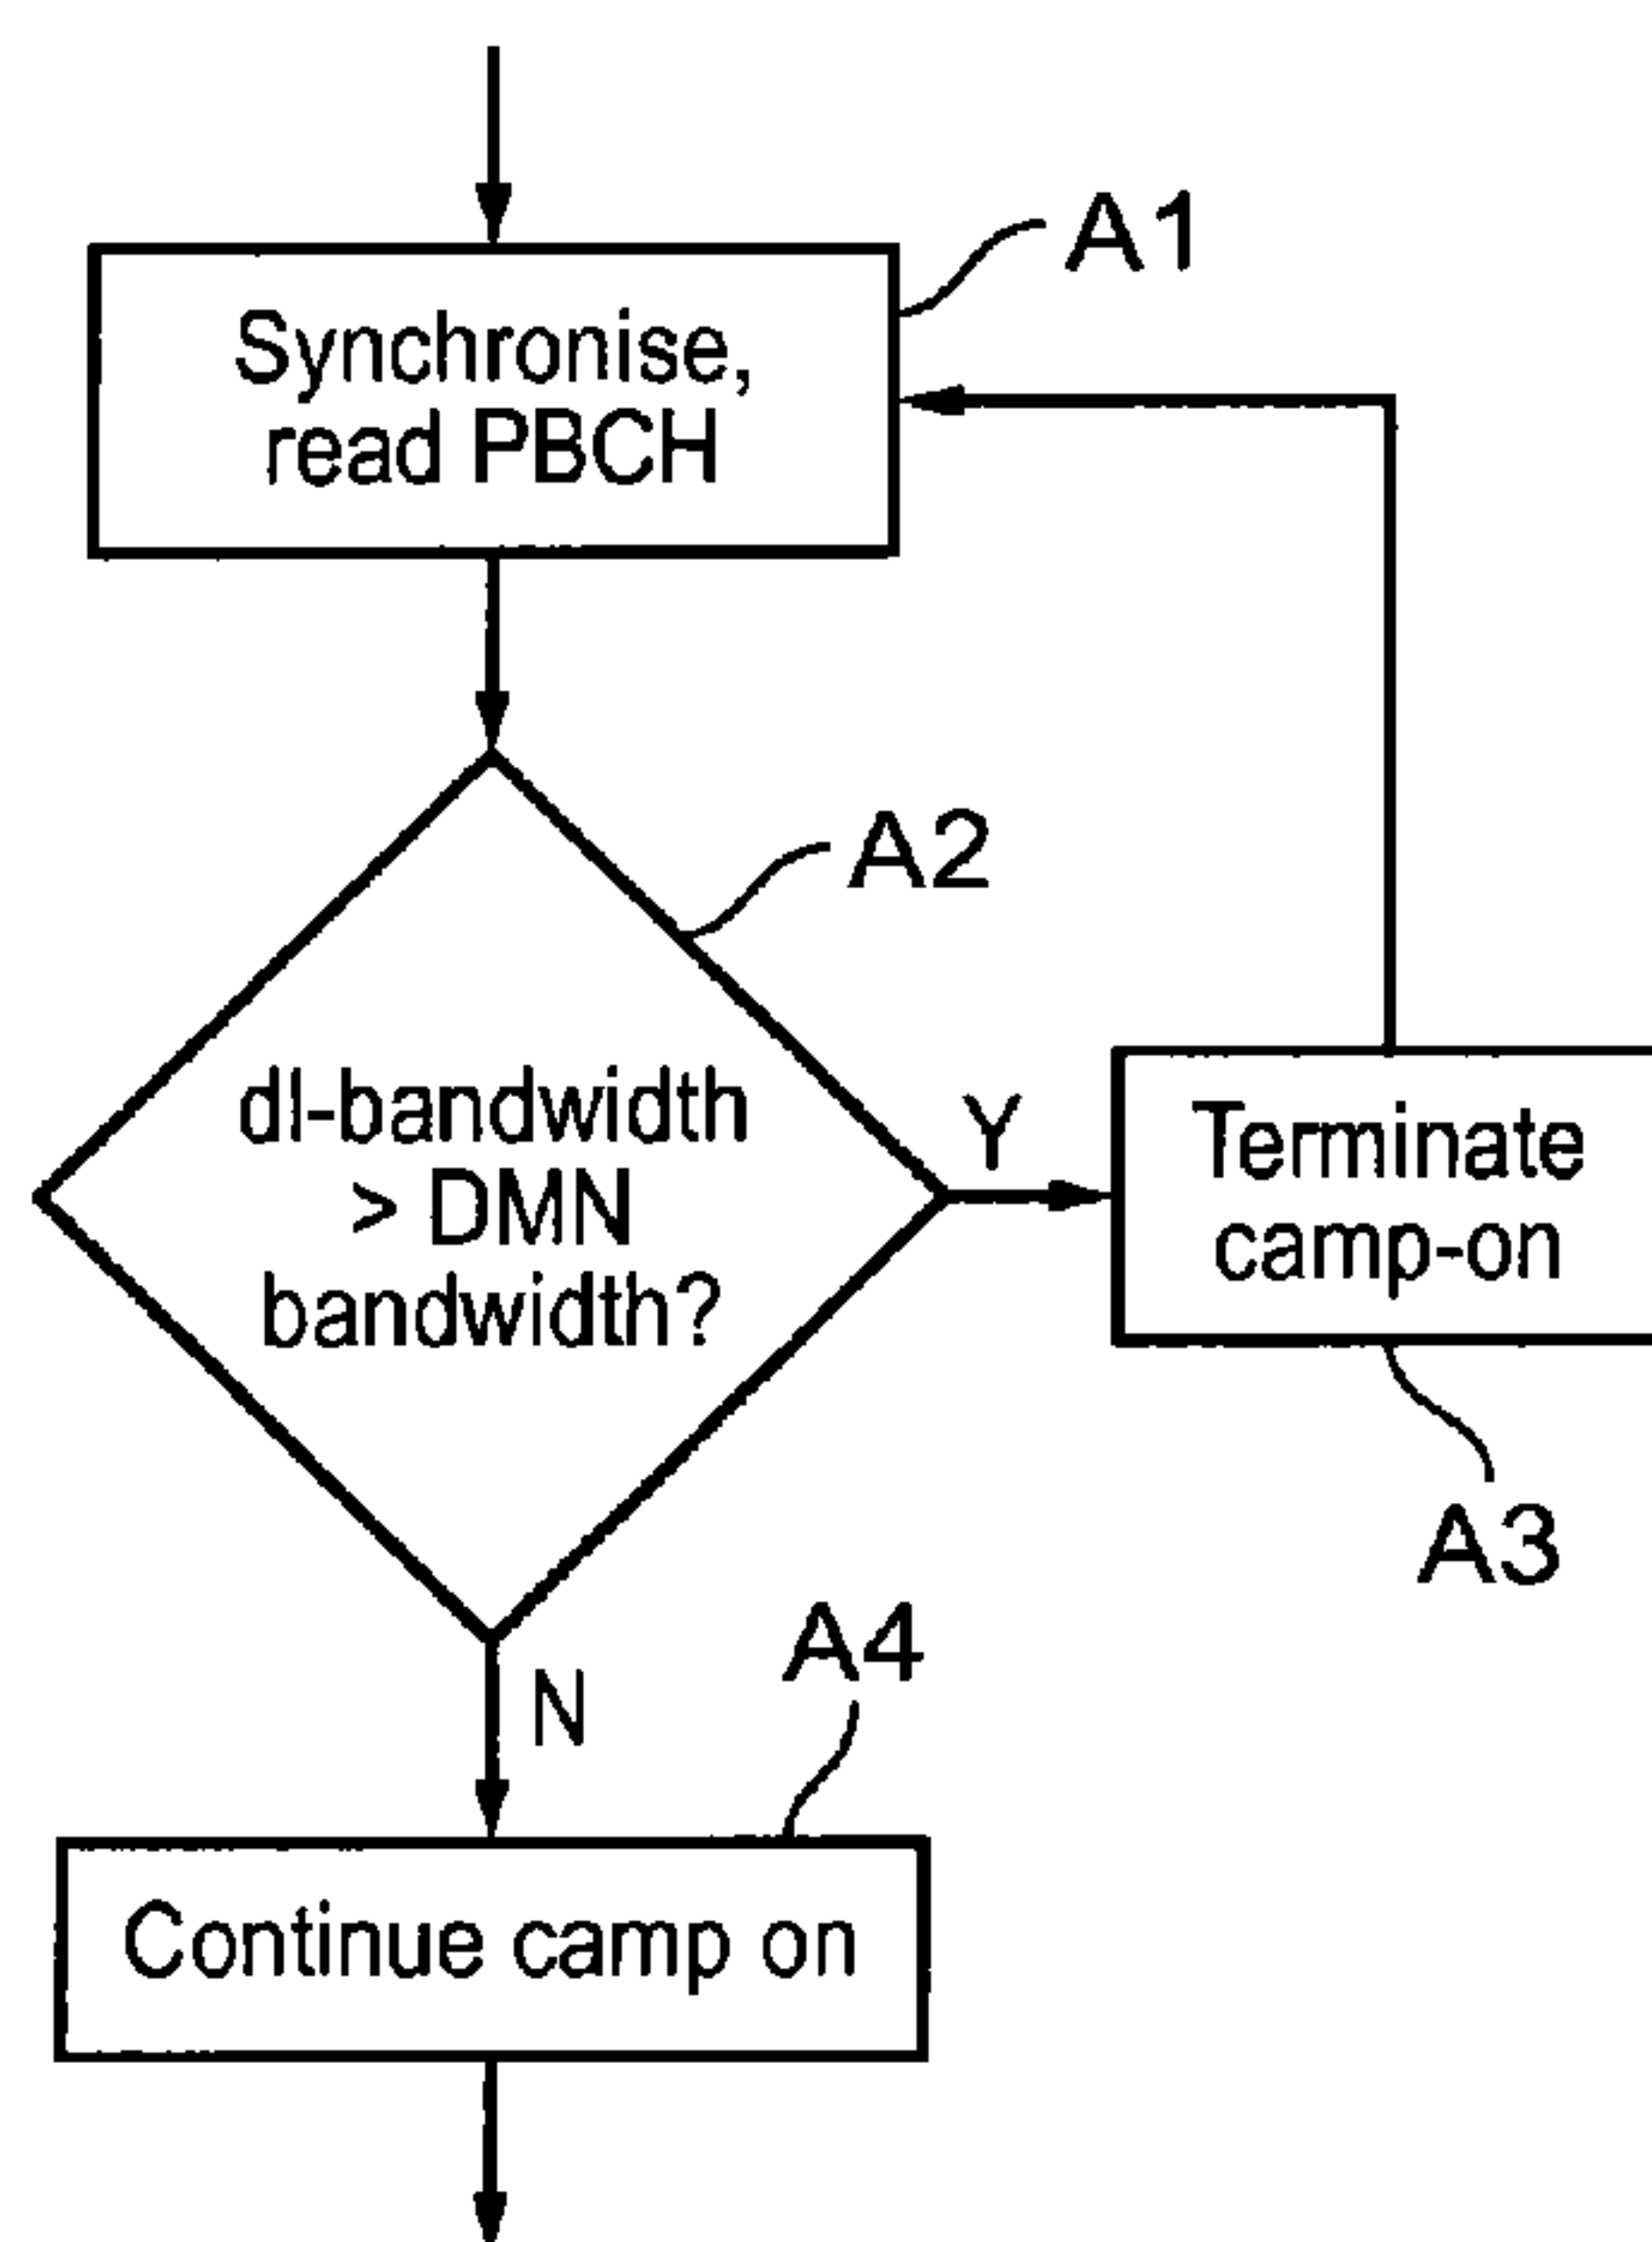 A1
Synchronise,
read PBCH
A2
dl-bandwidth
> DMN
bandwidth?
Y
Terminate
camp-on
A3
A4
N
Continue camp on